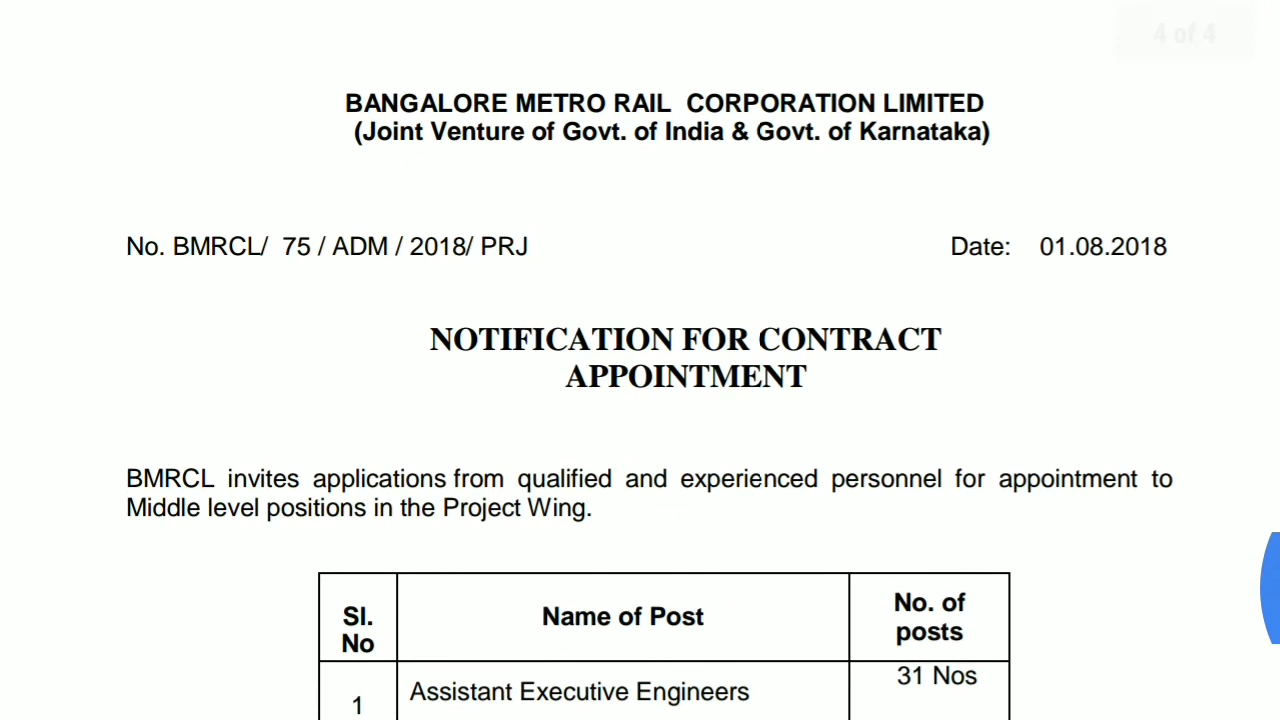 4 of 4
BANGALORE METRO RAIL CORPORATION LIMITED
(Joint Venture of Govt. of India & Govt. of Karnataka)
No. BMRCL/ 75 / ADM / 2018/ PRJ Date: 01.08.2018
NOTIFICATION FOR CONTRACT
APPOINTMENT
BMRCL invites applications from qualified and experienced personnel for appointment to
Middle level positions in the Project Wing.
Sl. No Name of Post No. of posts
1 Assistant Executive Engineers 31 Nos